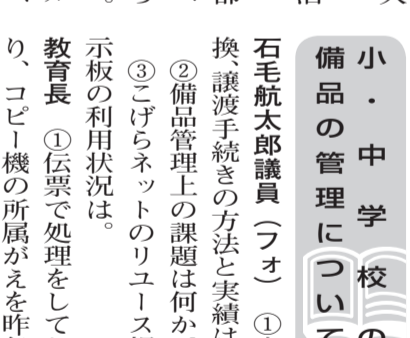 小・中学校の
備品の管理について
石毛航太郎議員（フォ　①
換、譲渡手続きの方法と実績は
②備品管理上の課題は何か
③こげらネットのリユース
示板の利用状況は。
教育長　①伝票で処理をして
り、コピー機の所属がえを昨